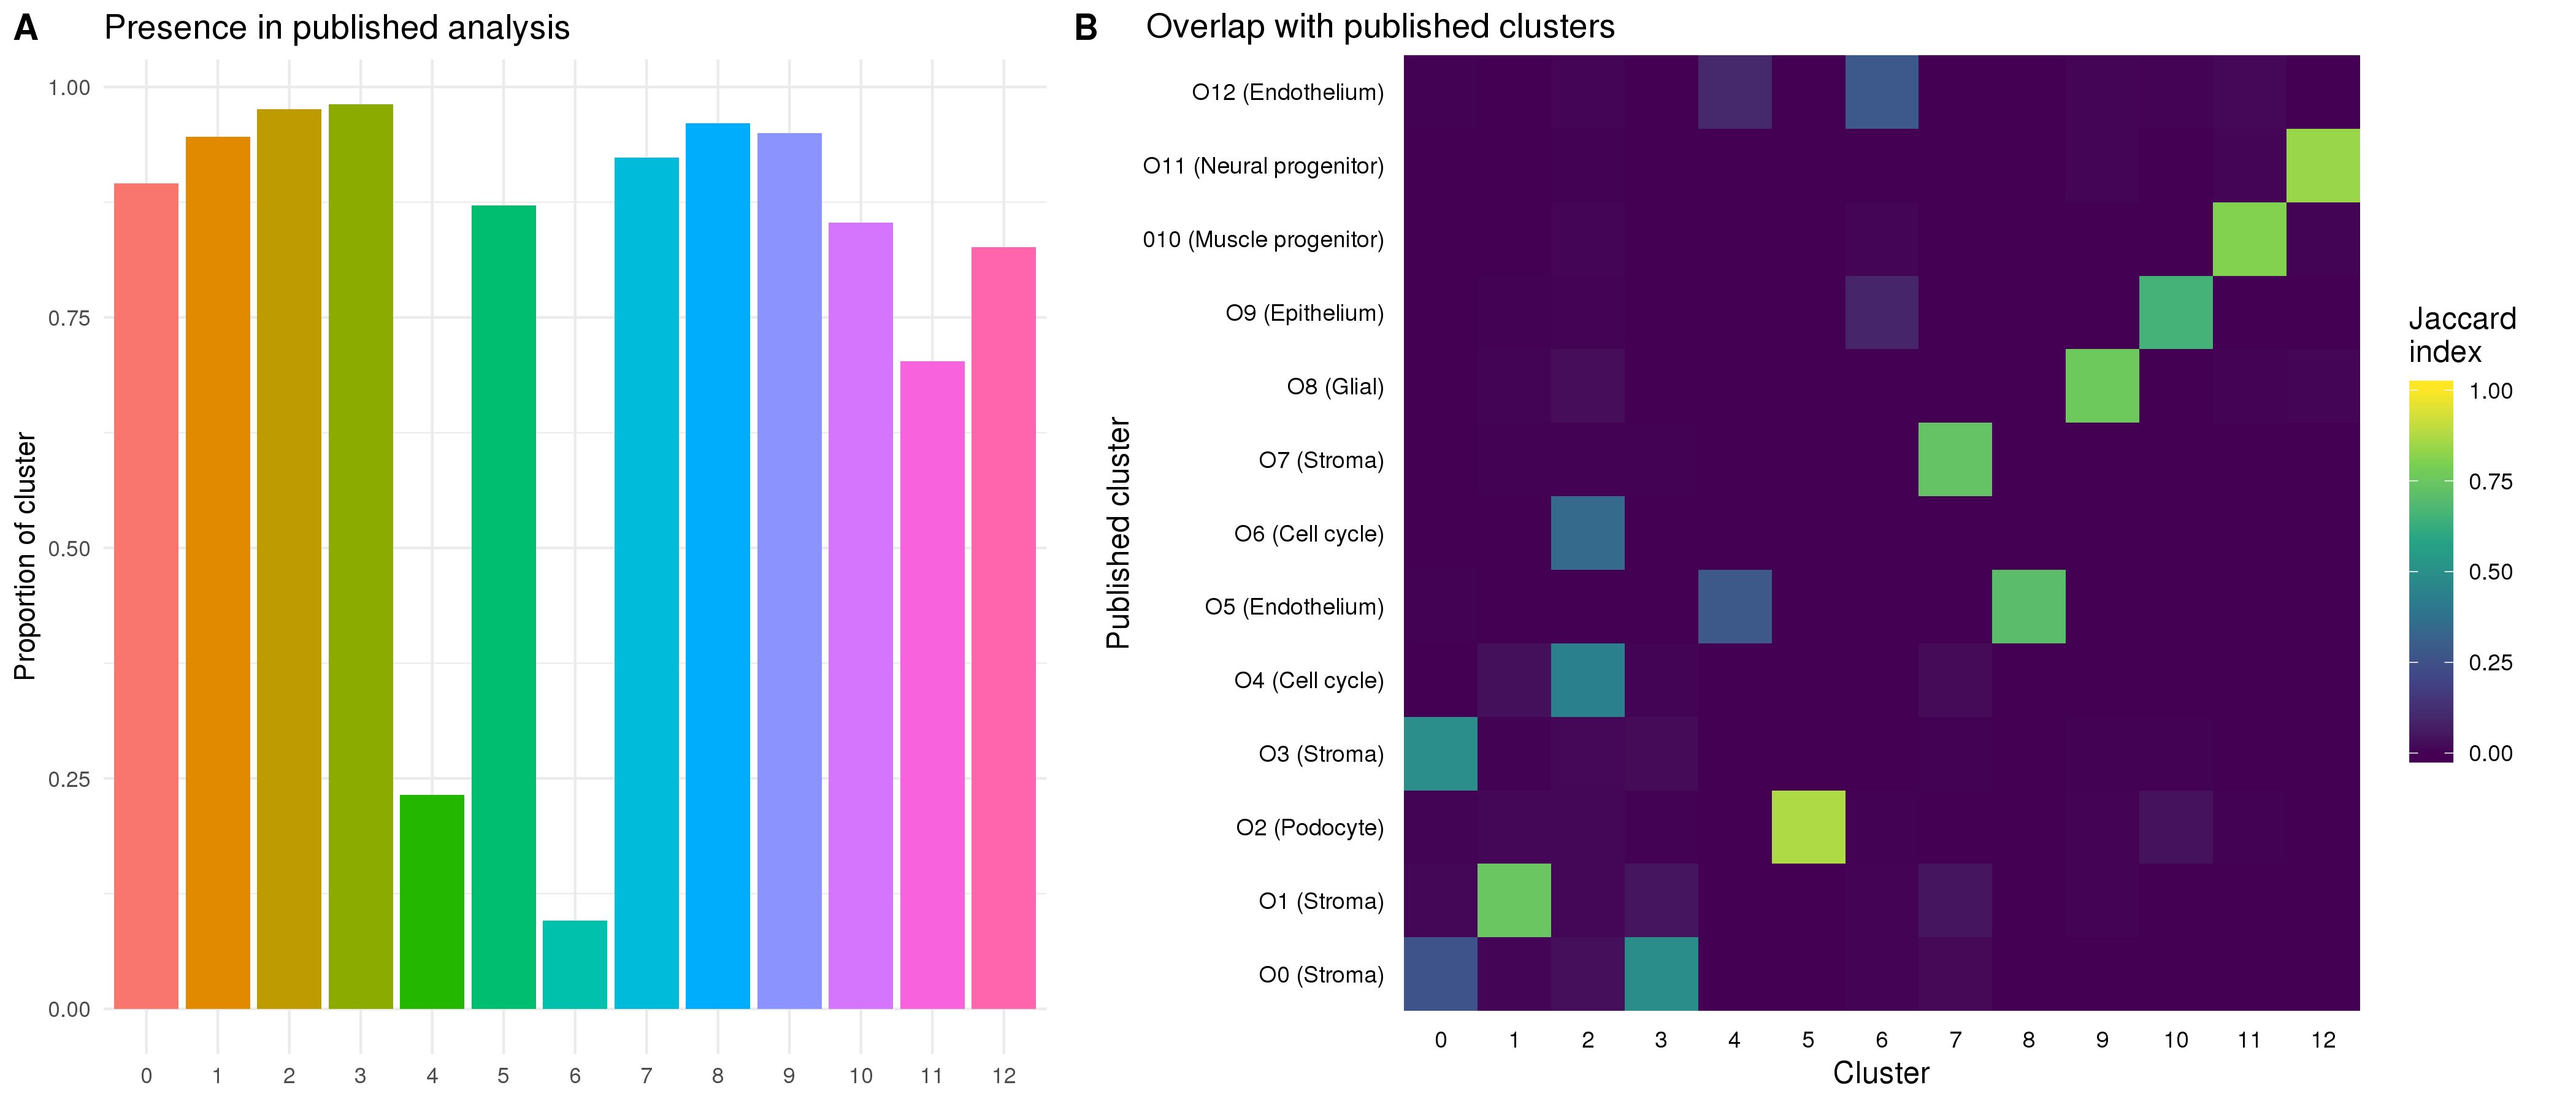 A
Presence in published analysis
1.00
0.75
0.50
0.25
0.00
Proportion of cluster
0 1 2 3 4 5 6 7 8 9 10 11 12
B
Overlap with published clusters
O12 (Endothelium)
O11 (Neural progenitor)
010 (Muscle progenitor)
O9 (Epithelium)
O8 (Glial)
O7 (Stroma)
O6 (Cell cycle)
O5 (Endothelium)
O4 (Cell cycle)
O3 (Stroma)
O2 (Podocyte)
O1 (Stroma)
O0 (Stroma)
Published cluster
0 1 2 3 4 5 6 7 8 9 10 11 12
Cluster
Jaccard
index
1.00
0.75
0.50
0.25
0.00